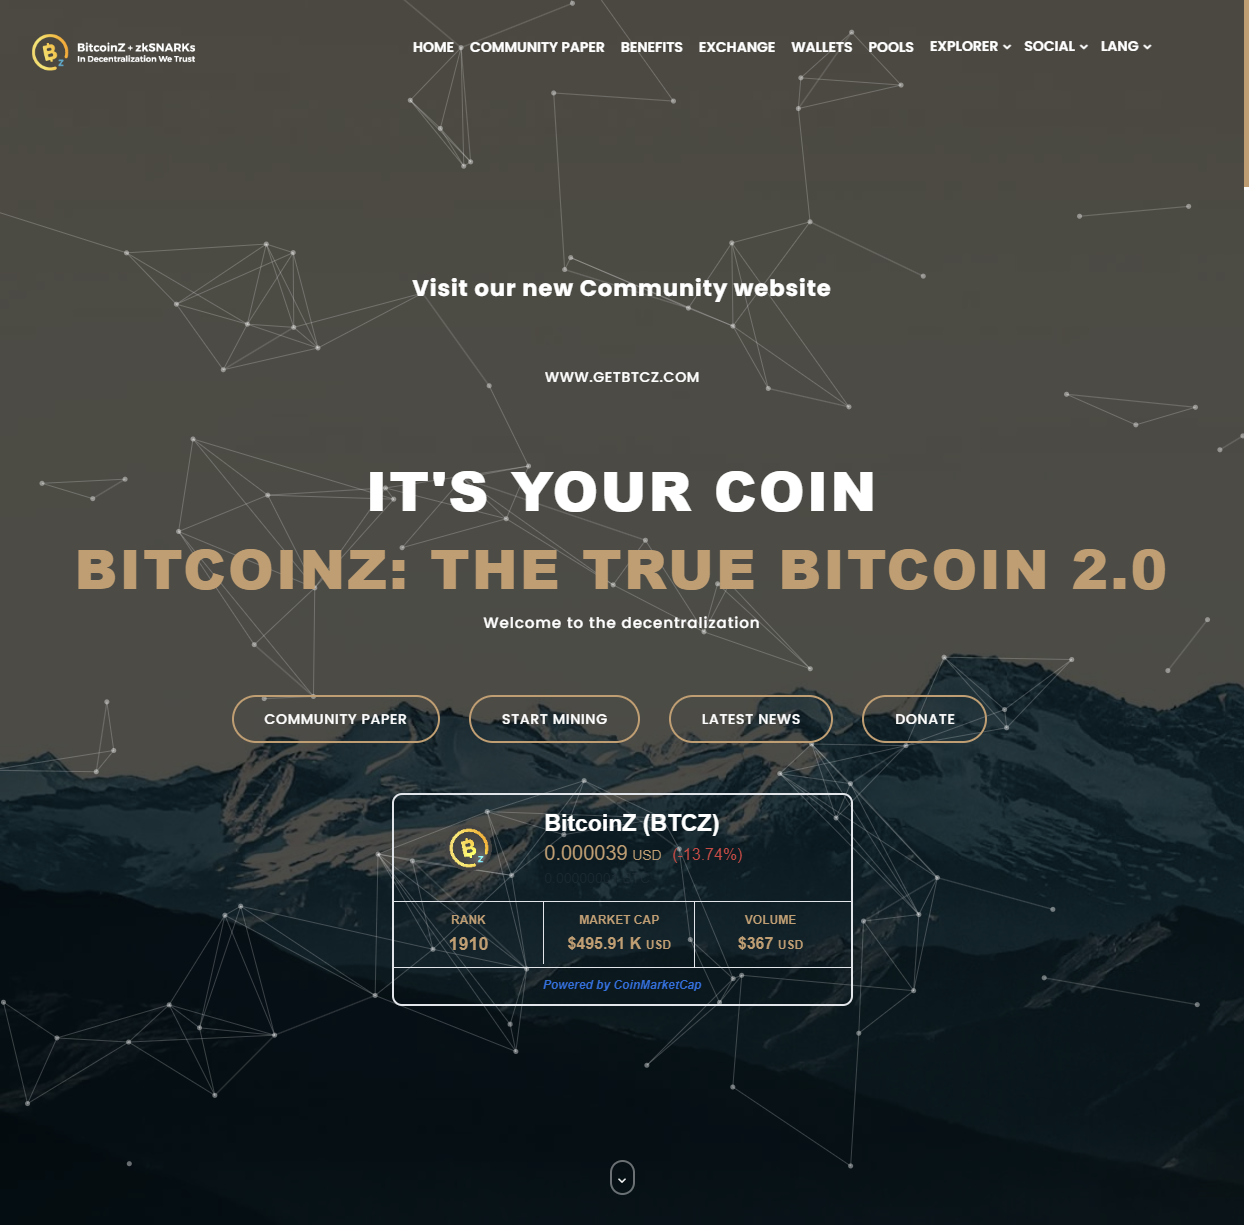 BitcoinZ + zkSNARKs
In Decentralization We Trust
HOME COMMUNITY PAPER BENEFITS EXCHANGE WALLETS POOLS EXPLORER SOCIAL LANG
Visit our new Community website
WWW.GETBTCZ.COM
IT'S YOUR COIN
BITCOINZ: THE TRUE BITCOIN 2.0
Welcome to the decentralization
COMMUNITY PAPER START MINING LATEST NEWS DONATE
BitcoinZ (BTCZ)
0.000039 USD (-13.74%)
RANK MARKET CAP VOLUME
1910 $495.91 K USD $367 USD
Powered by CoinMarketCap